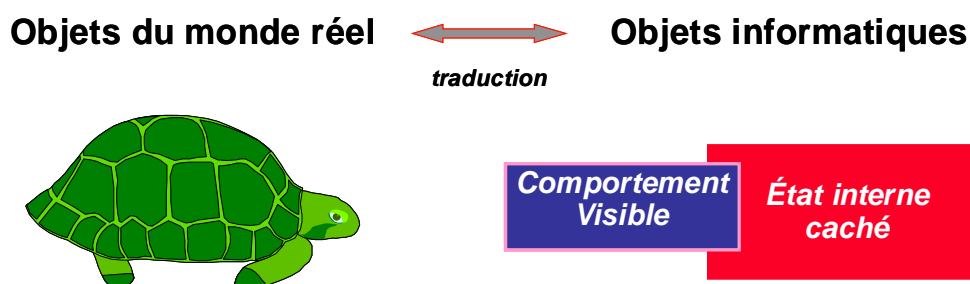 Objets du monde réel
Objets informatiques
traduction
Comportement
Visible
État interne
caché